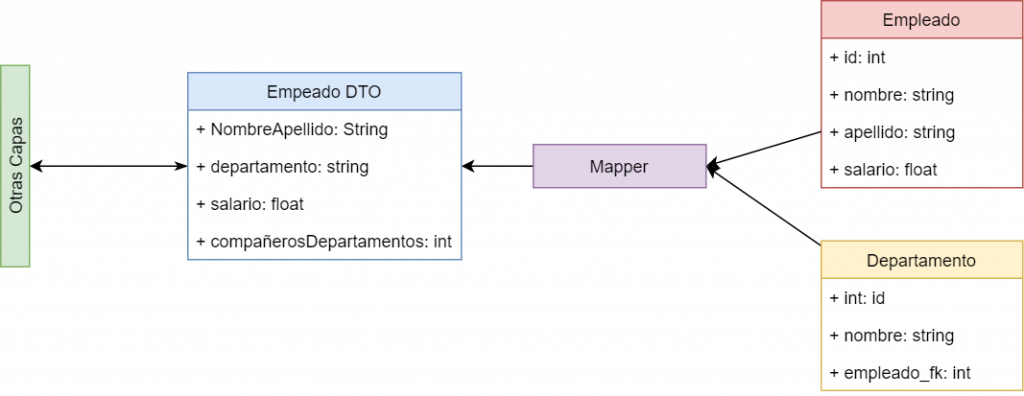 Otras Capas
Empeado DTO
+ NombreApellido: String
+ departamento: string
+ salario: float
+ compañerosDepartamentos: int
Mapper
Empleado
+ id: int
+ nombre: string
+ apellido: string
+ salario: float
Departamento
+ int: id
+ nombre: string
+ empleado_fk: int